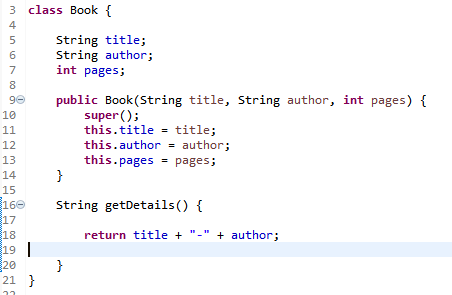 3 class Book {
4
5     String title;
6     String author;
7     int pages;
8
9     public Book(String title, String author, int pages) {
10         super();
11         this.title = title;
12         this.author = author;
13         this.pages = pages;
14     }
15
16     String getDetails() {
17
18         return title + "-" + author;
19
20     }
21 }
22